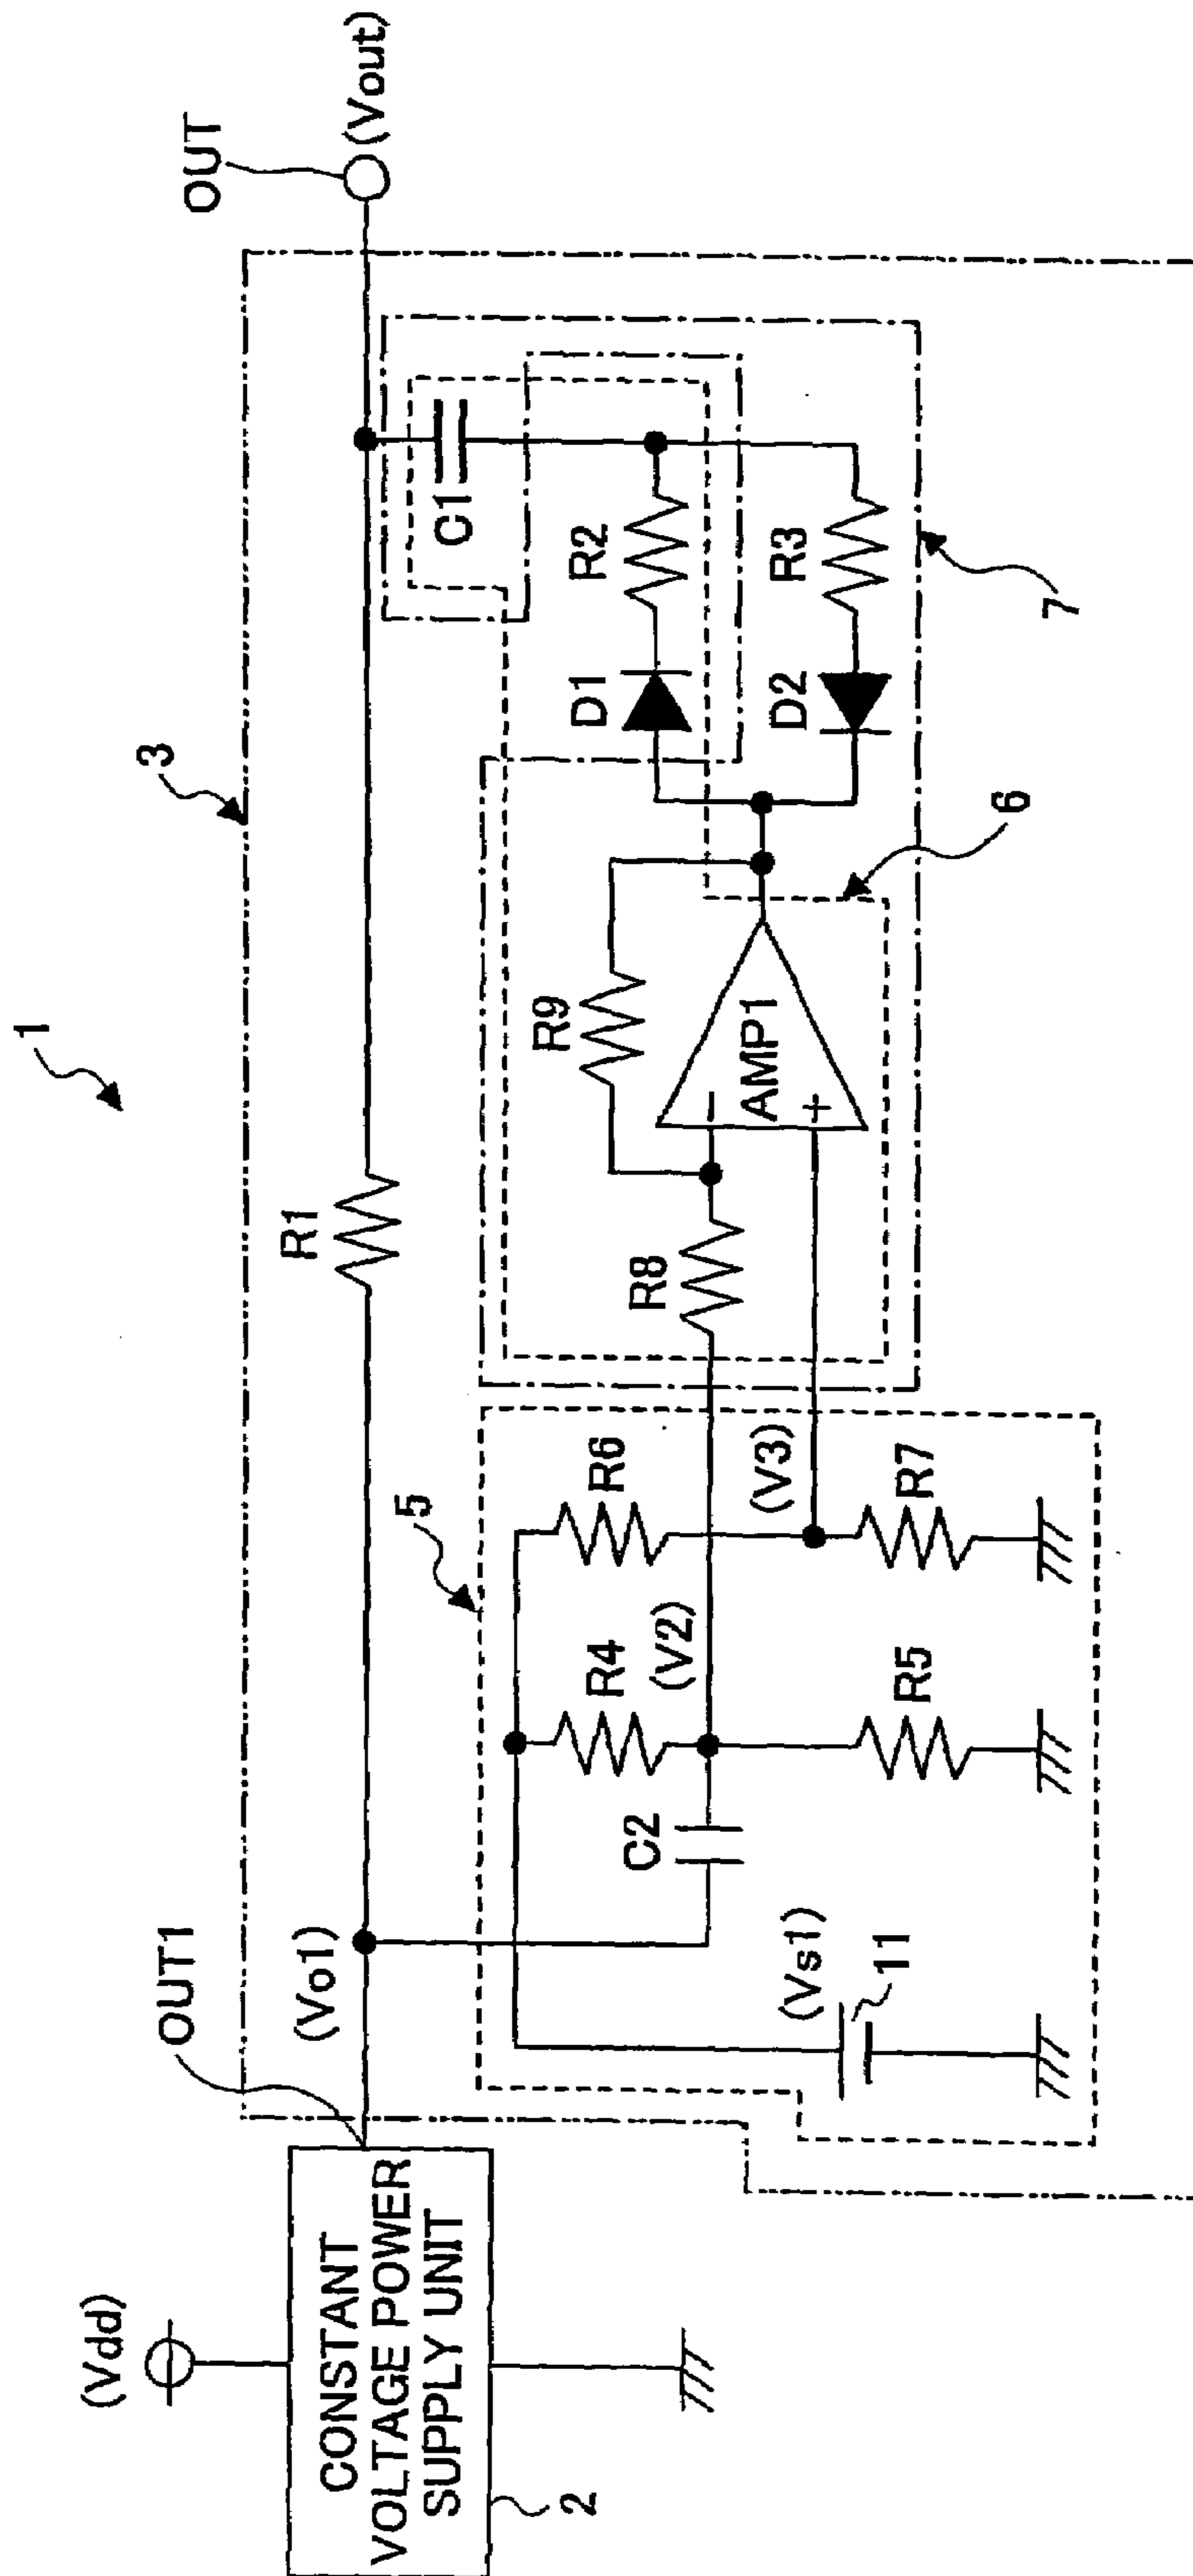 1
(Vdd)
CONSTANT
VOLTAGE POWER
SUPPLY UNIT
2
OUT1
(Vo1)
R1
3
OUT
(Vout)
5
(Vs1)
11
C2
R4
(V2)
R5
R6
(V3)
R7
R8
R9
AMP1
-
+
6
D1
R2
C1
D2
R3
7